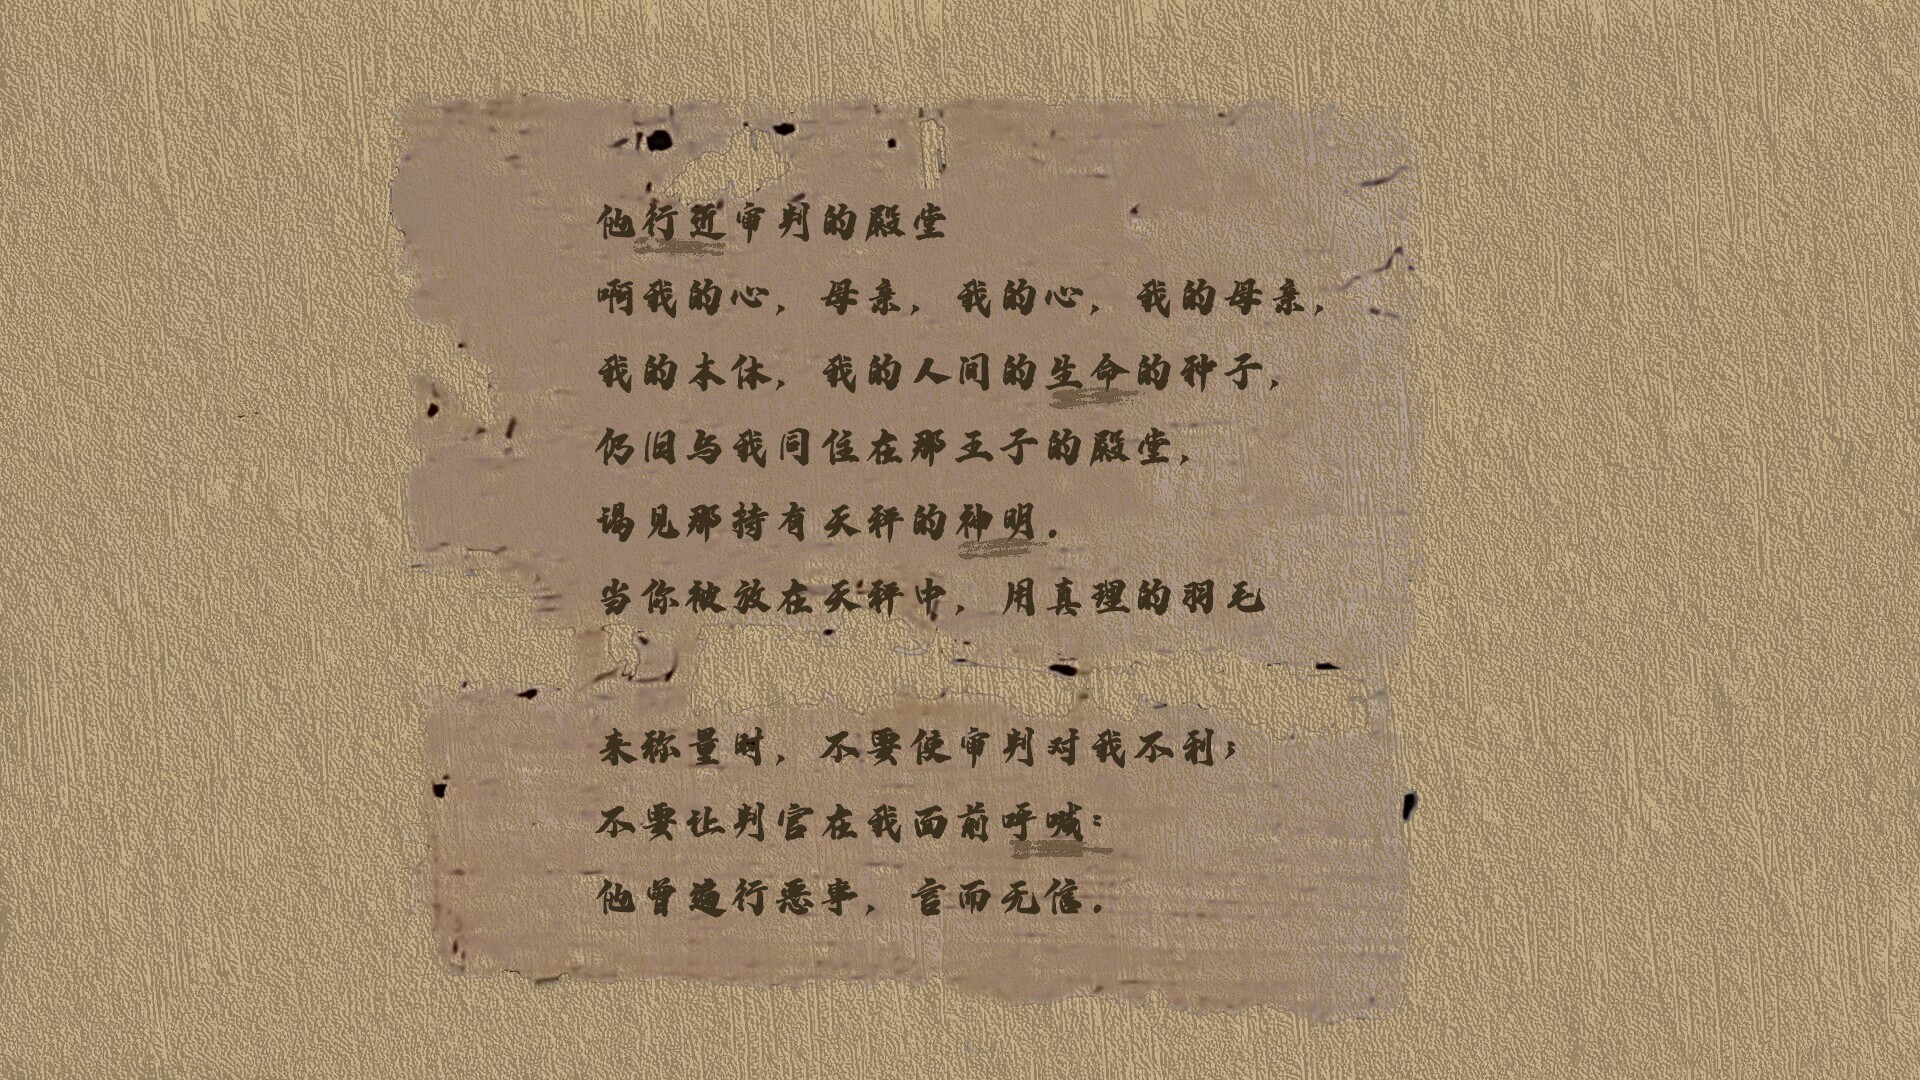 他行近审判的殿堂
啊我的心，母亲，我的心，我的母亲，
我的本体，我的人间的生命的种子，
仍旧与我同住在那王子的殿堂，
谒见那持有天秤的神明。
当你被放在天秤中，用真理的羽毛
来称量时，不要使审判对我不利；
不要让判官在我面前呼喊：
他曾遍行恶事，言而无信。